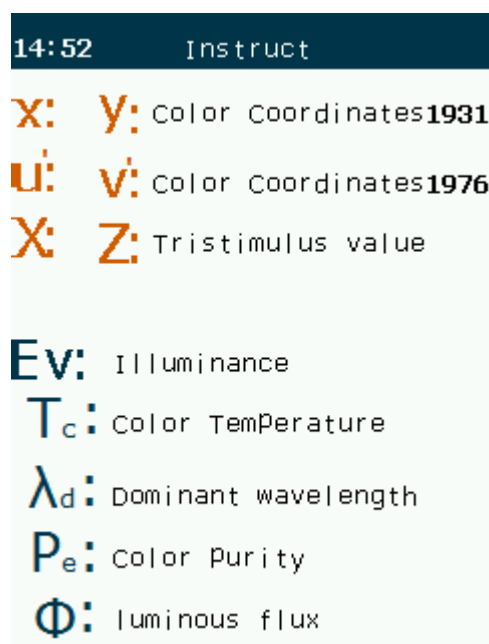 14:52 Instruct
x: y: Color Coordinates1931
u': v': Color Coordinates1976
X: Z: Tristimulus value
Ev: Illuminance
Tc: Color TemPerature
λd: Dominant wavelength
Pe: Color Purity
Φ: luminous flux